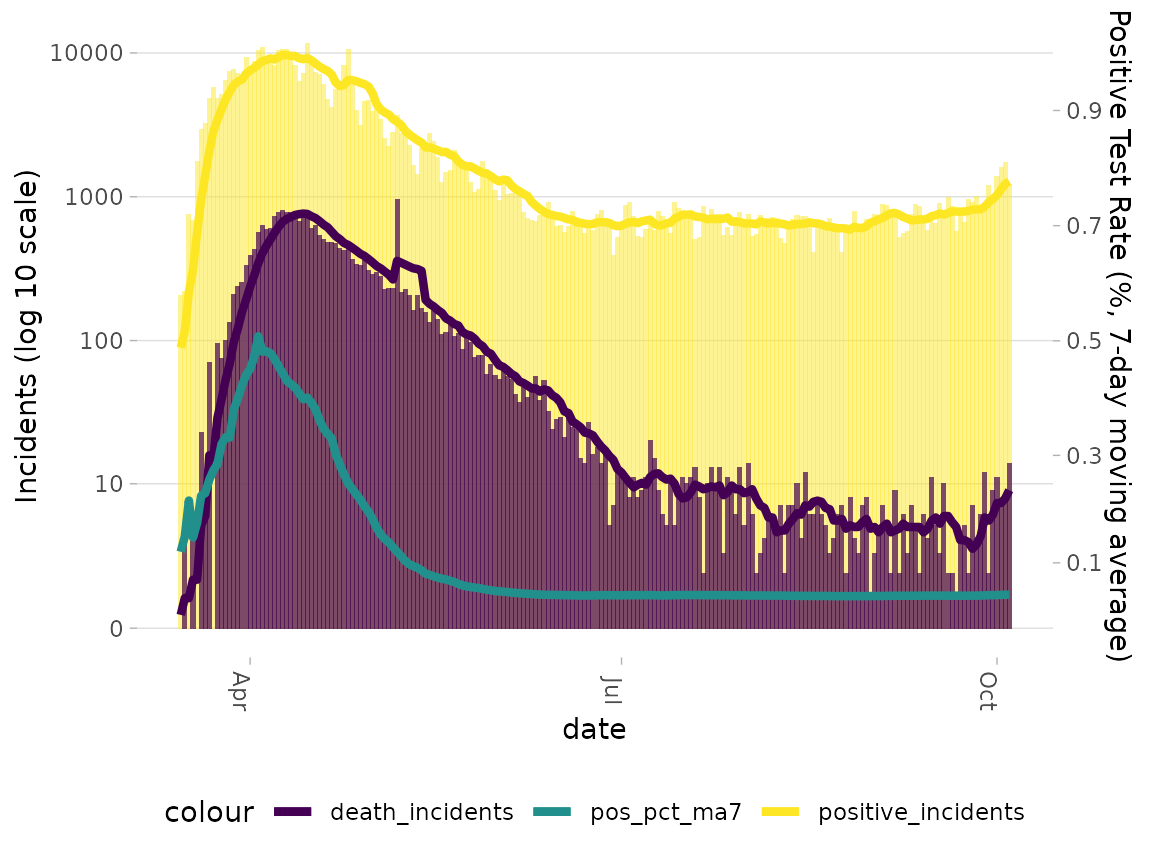 Incidents (log 10 scale)
10000
1000
100
10
0
0.9
0.7
0.5
0.3
0.1
Positive Test Rate (%, 7-day moving average)
Apr
Jul
Oct
date
colour death_incidents pos_pct_ma7 positive_incidents